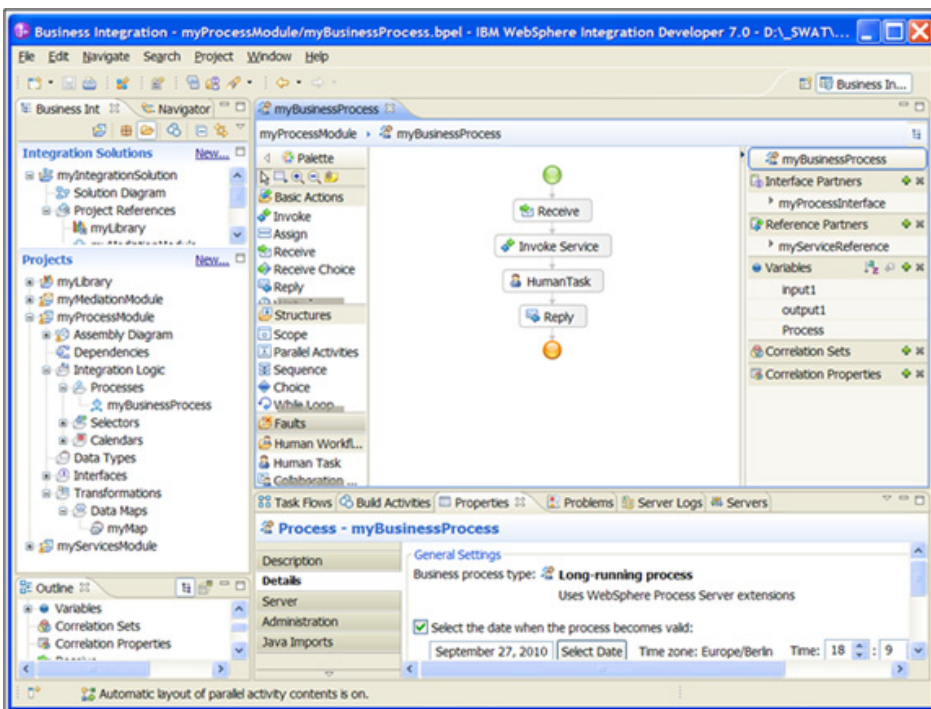 Business Integration - myProcessModule/myBusinessProcess.bpel - IBM WebSphere Integration Developer 7.0 - D:\_SWAT\...
File Edit Navigate Search Project Window Help
Business In...
Business Int
Navigator
Integration Solutions New...
myIntegrationSolution
Solution Diagram
Project References
myLibrary
Projects New...
myLibrary
myMediationModule
myProcessModule
Assembly Diagram
Dependencies
Integration Logic
Processes
myBusinessProcess
Selectors
Calendars
Data Types
Interfaces
Transformations
Data Maps
myMap
myServicesModule
Outline
Variables
Correlation Sets
Correlation Properties
myBusinessProcess
myProcessModule myBusinessProcess
Palette
Basic Actions
Invoke
Assign
Receive
Receive Choice
Reply
Structures
Scope
Parallel Activities
Sequence
Choice
While Loop
Faults
Human Workfl...
Human Task
Collaboration ...
Receive
Invoke Service
HumanTask
Reply
myBusinessProcess
Interface Partners
myProcessInterface
Reference Partners
myServiceReference
Variables
input1
output1
Process
Correlation Sets
Correlation Properties
Task Flows Build Activities Properties Problems Server Logs Servers
Process - myBusinessProcess
Description
Details
Server
Administration
Java Imports
General Settings
Business process type: Long-running process
Uses WebSphere Process Server extensions
Select the date when the process becomes valid:
September 27, 2010 Select Date Time zone: Europe/Berlin Time: 18 : 9
Automatic layout of parallel activity contents is on.